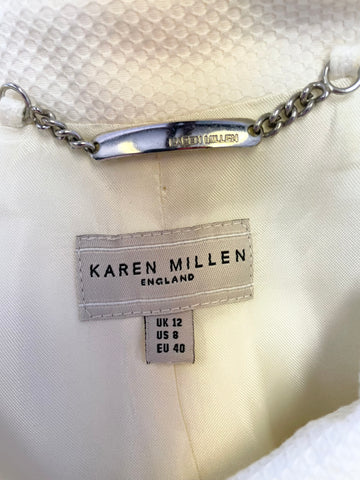 KAREN MILLEN
KAREN MILLEN
ENGLAND
UK 12
US 8
EU 40